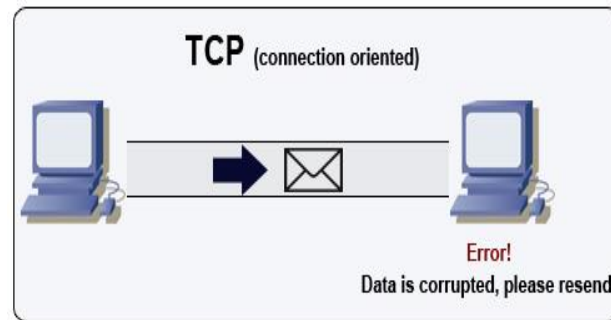 TCP (connection oriented)
Error!
Data is corrupted, please resend